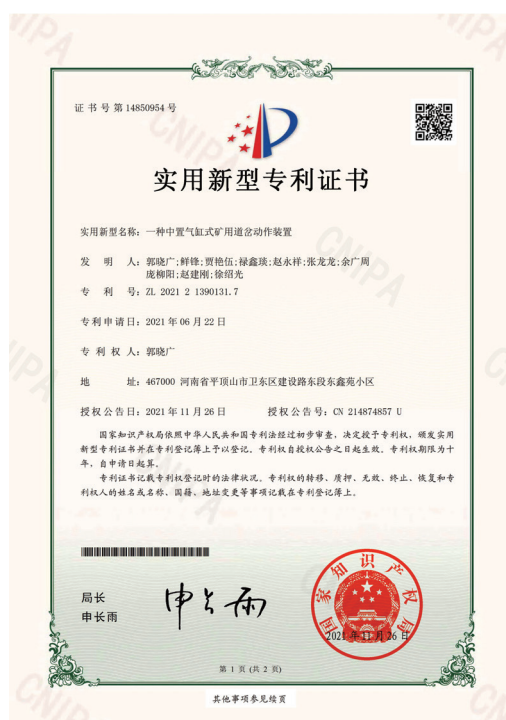 证书号第14850954号
实用新型专利证书
实用新型名称：一种中置气缸式矿用道岔动作装置
发明人：郭晓广;鲜锋;贾艳伍;禄鑫琰;赵永祥;张龙龙;余广周
庞柳阳;赵建刚;徐绍光
专利号：ZL 2021 2 1390131.7
专利申请日：2021年06月22日
专利权人：郭晓广
地址：467000 河南省平顶山市卫东区建设路东段东鑫苑小区
授权公告日：2021年11月26日 授权公告号：CN 214874857 U
国家知识产权局依照中华人民共和国专利法经过初步审查，决定授予专利权，颁发实用
新型专利证书并在专利登记簿上予以登记。专利权自授权公告之日起生效。专利权期限为十
年，自申请日起算。
专利证书记载专利权登记时的法律状况。专利权的转移、质押、无效、终止、恢复和专
利权人的姓名或名称、国籍、地址变更等事项记载在专利登记簿上。
局长
申长雨
申长雨
国家知识产权局
2021年11月26日
第 1 页 (共 2 页)
其他事项参见续页
CNIPA
CNIPA
CNIPA
CNIPA
CNIPA